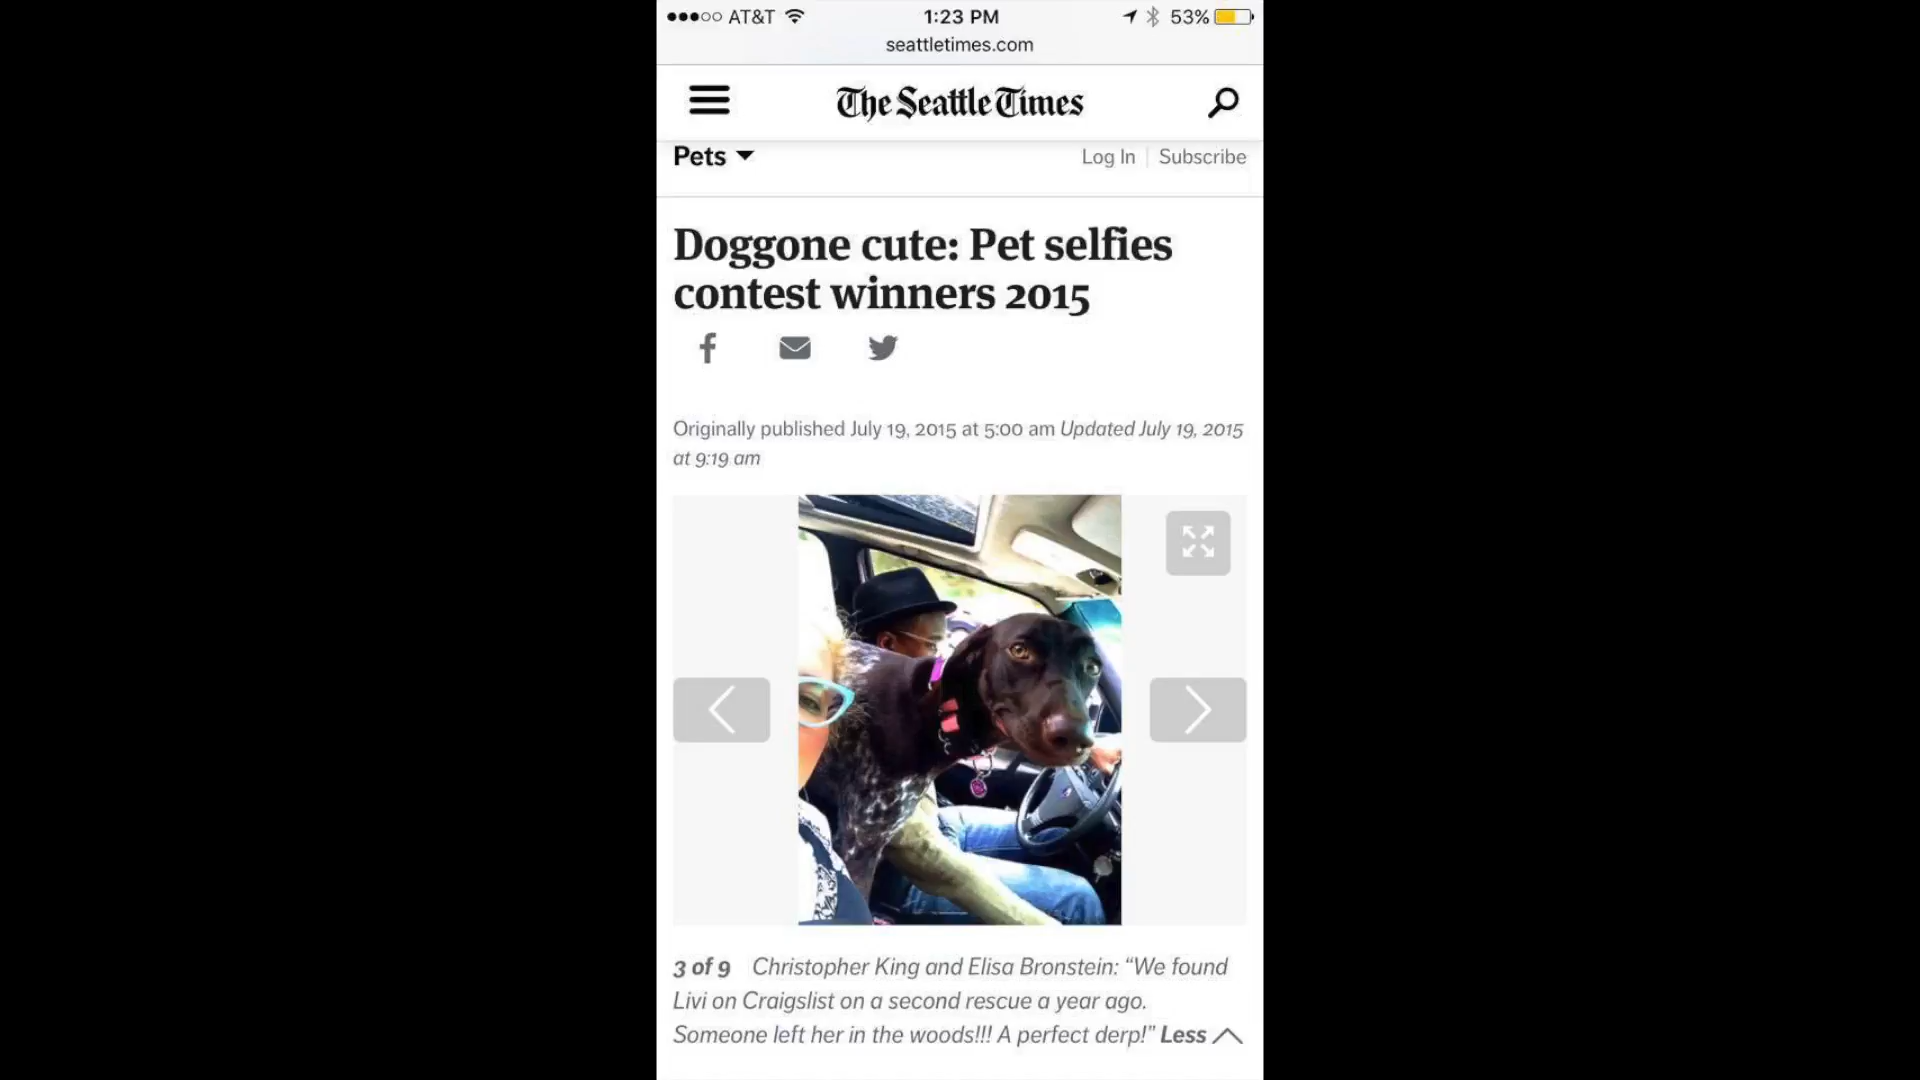 AT&T 1:23 PM 53%
seattletimes.com
The Seattle Times
Pets Log In Subscribe
Doggone cute: Pet selfies
contest winners 2015
Originally published July 19, 2015 at 5:00 am Updated July 19, 2015
at 9:19 am
3 of 9 Christopher King and Elisa Bronstein: “We found
Livi on Craigslist on a second rescue a year ago.
Someone left her in the woods!!! A perfect derp!” Less